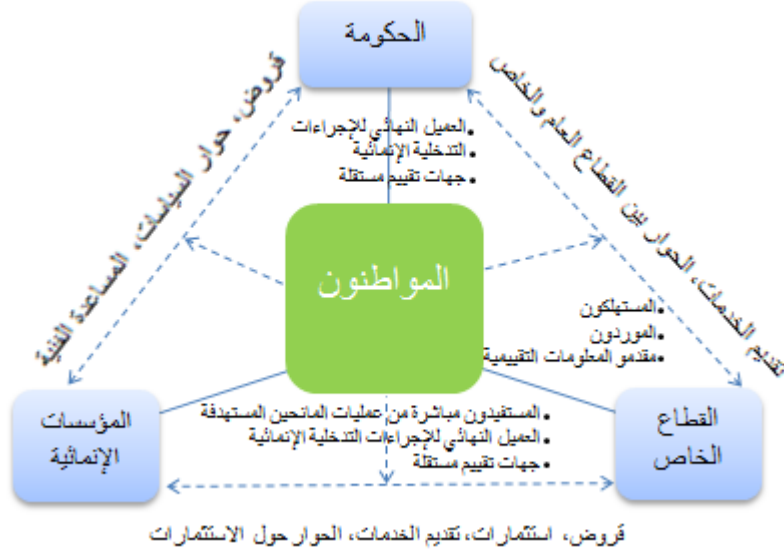 الحكومة
قروض، حوار السياسات، المساعدة الفنية
تقديم الخدمات، الحوار بين القطاع العام والخاص
•العميل النهائي للإجراءات
•التدخلية الإنمائية
•جهات تقييم مستقلة
المواطنون
•المستهلكون
•الموردون
•مقدمو المعلومات التقييمية
القطاع
الخاص
المؤسسات
الإنمائية
•المستفيدون مباشرة من عمليات المانحين المستهدفة
•العميل النهائي للإجراءات التدخلية الإنمائية
•جهات تقييم مستقلة
قروض، استثمارات، تقديم الخدمات، الحوار حول الاستثمارات